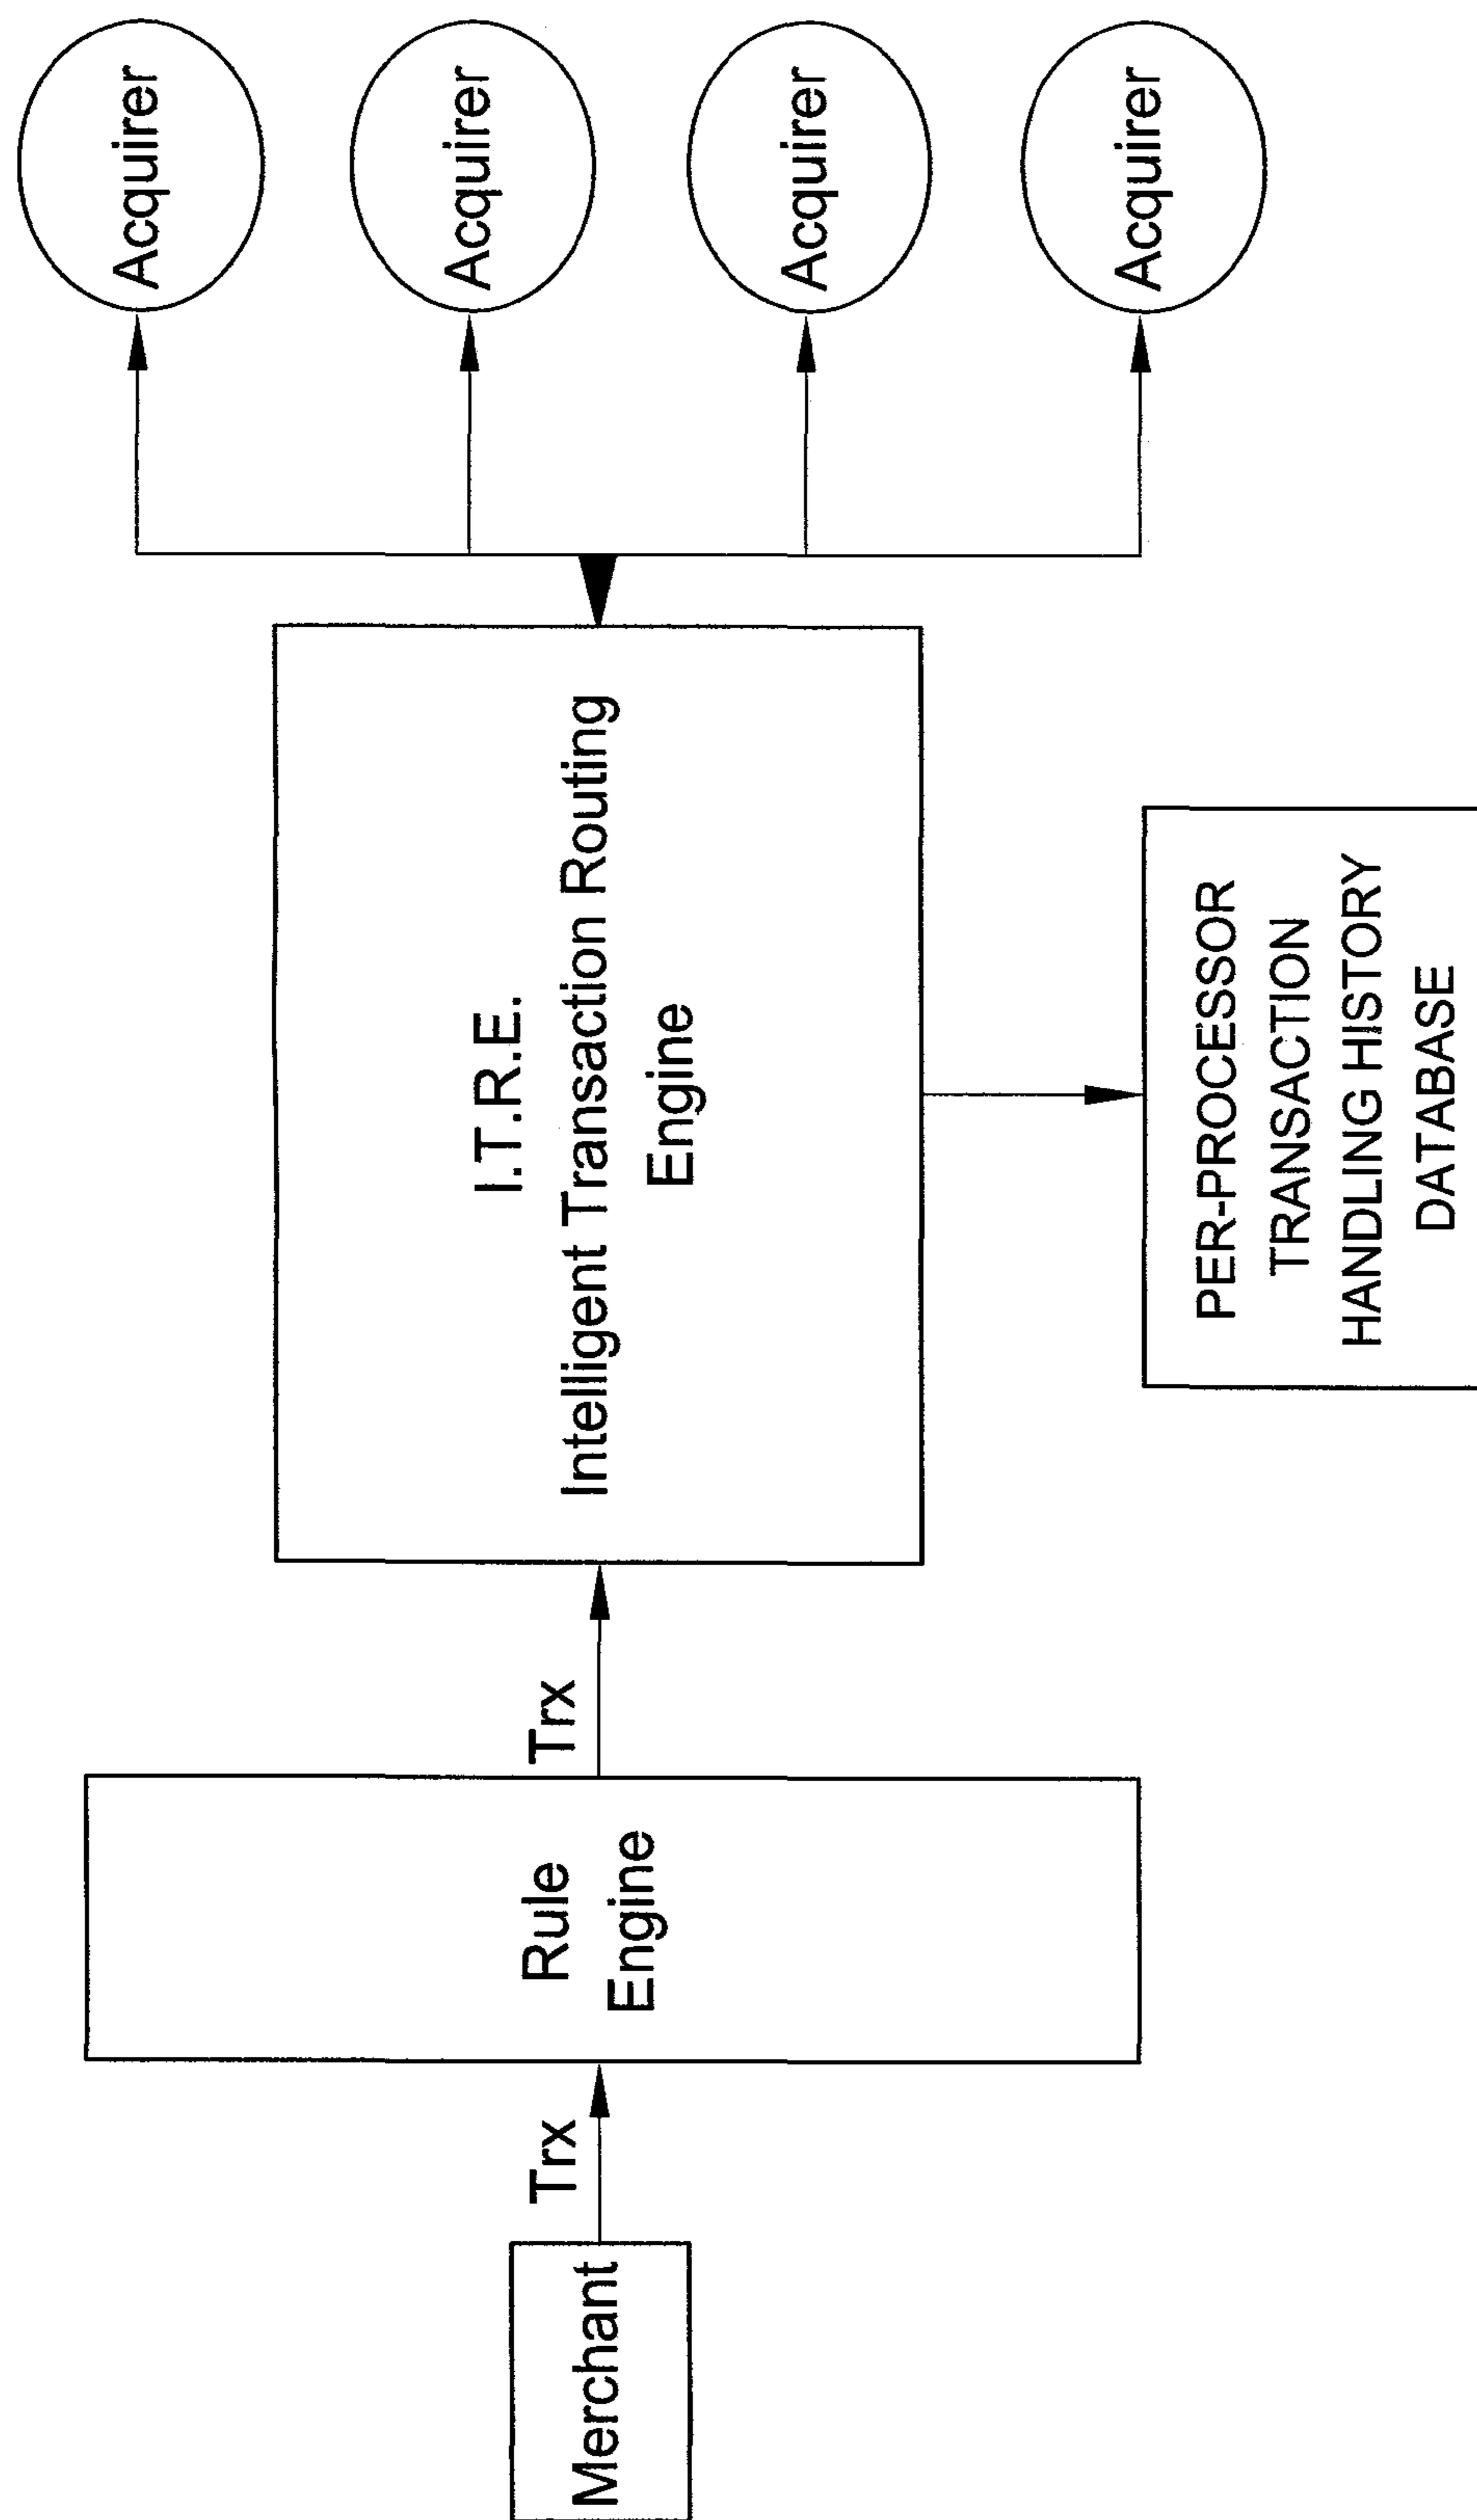 Merchant
Trx
Rule
Engine
Trx
I.T.R.E.
Intelligent Transaction Routing
Engine
PER-PROCESSOR
TRANSACTION
HANDLING HISTORY
DATABASE
Acquirer
Acquirer
Acquirer
Acquirer